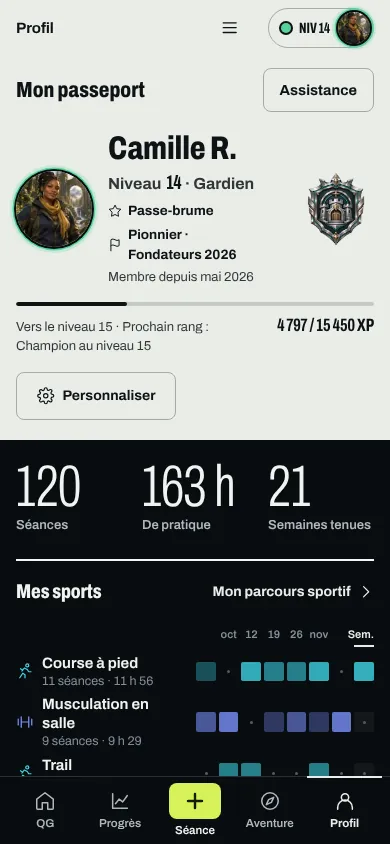 Profil
NIV 14
Mon passeport
Assistance
Camille R.
Niveau 14 · Gardien
Passe-brume
Pionnier ·
Fondateurs 2026
Membre depuis mai 2026
Vers le niveau 15 · Prochain rang :
Champion au niveau 15
4 797 / 15 450 XP
Personnaliser
120
Séances
163 h
De pratique
21
Semaines tenues
Mes sports
Mon parcours sportif
oct 12 19 26 nov Sem.
Course à pied
11 séances · 11 h 56
Musculation en
salle
9 séances · 9 h 29
Trail
QG
Progrès
Séance
Aventure
Profil